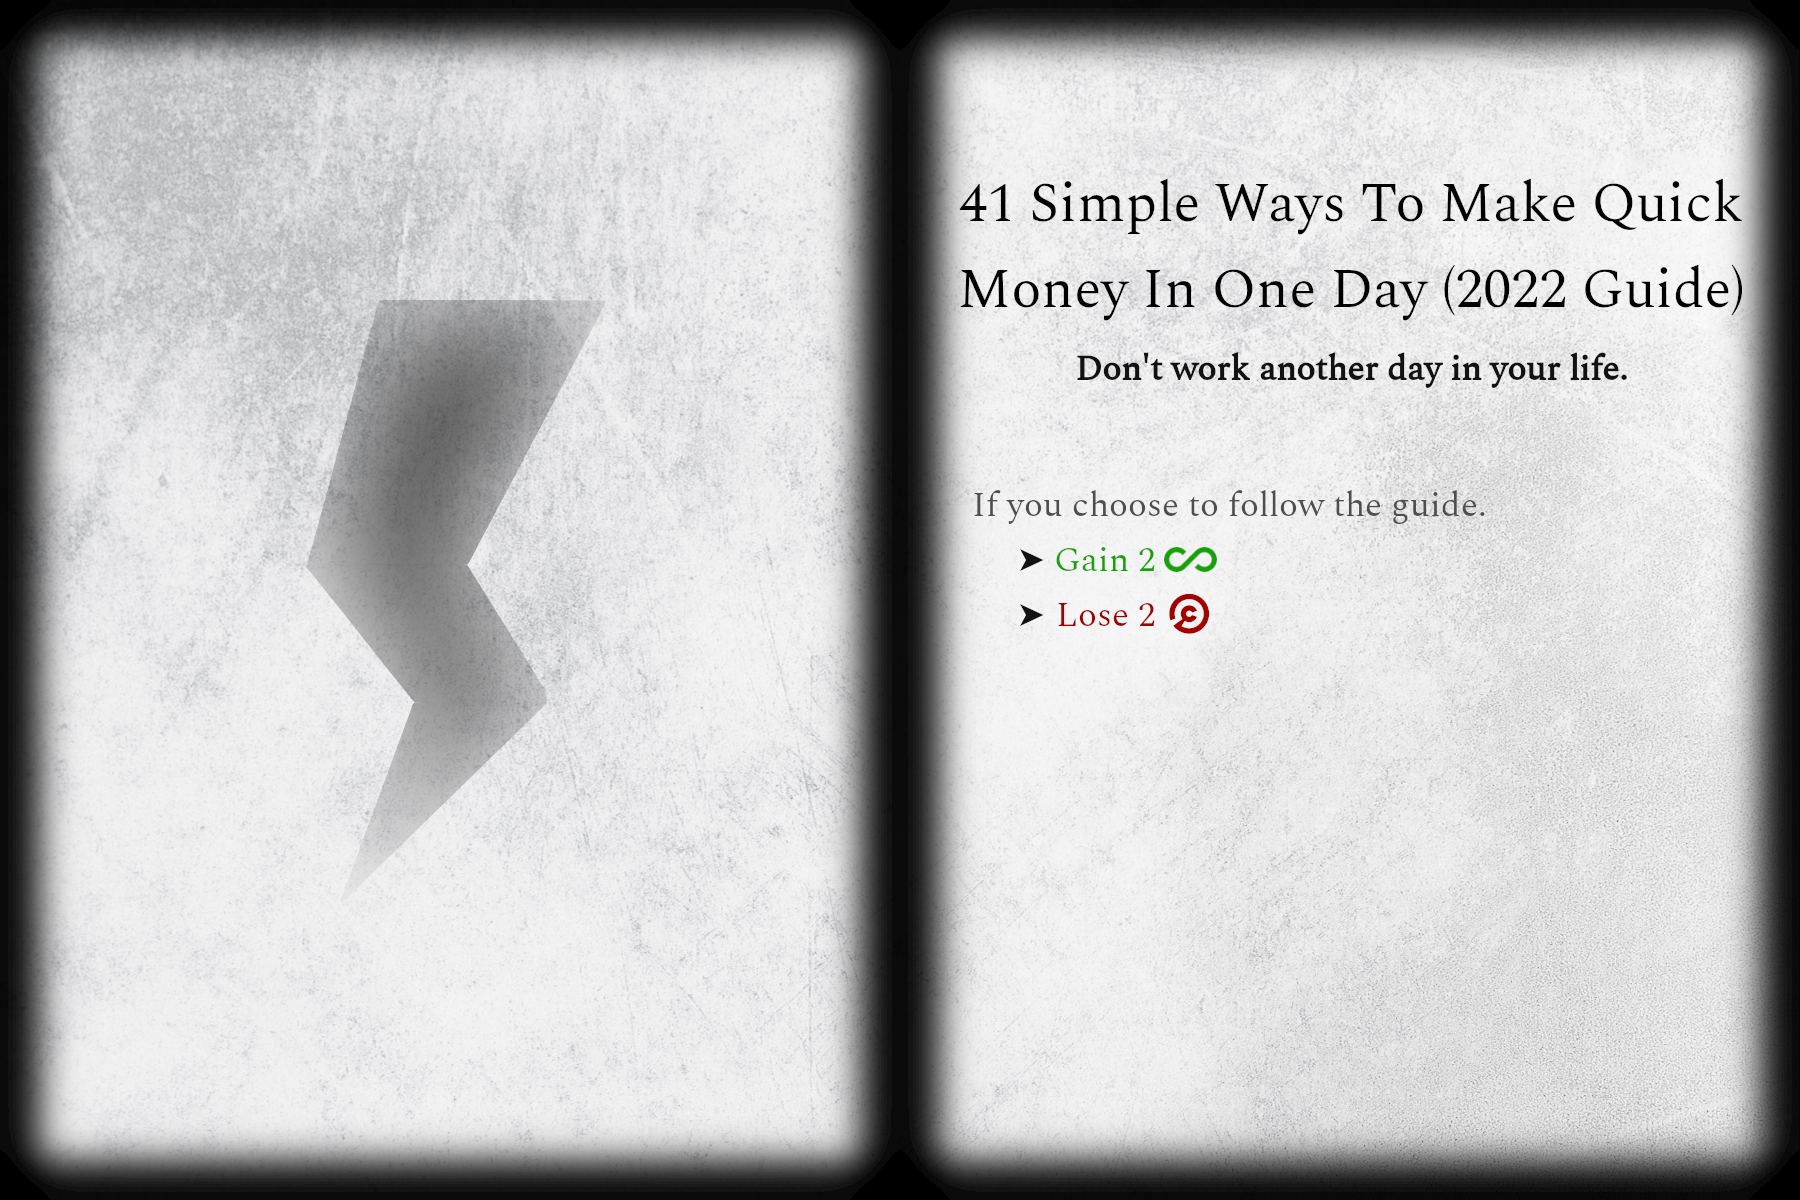 41 Simple Ways To Make Quick
Money In One Day (2022 Guide)
Don't work another day in your life.
If you choose to follow the guide.
➤ Gain 2
➤ Lose 2